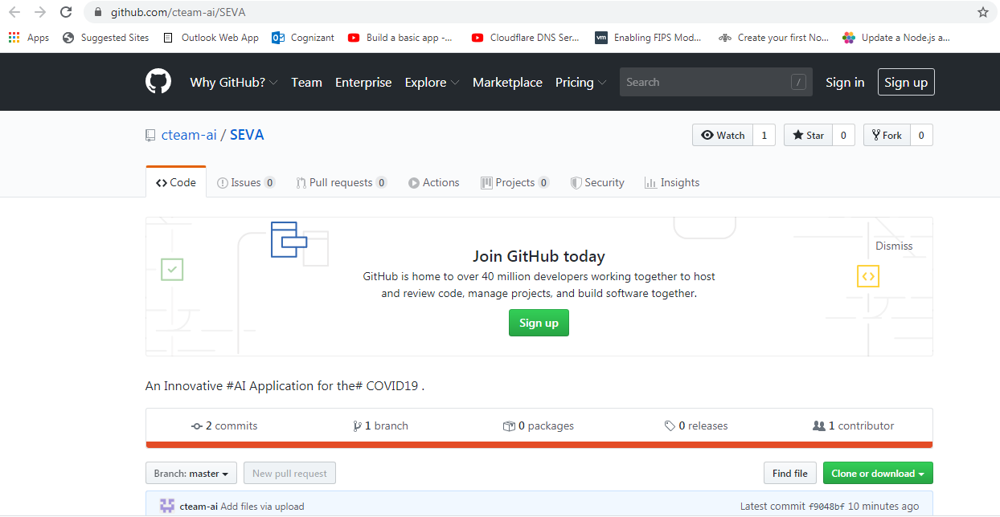 github.com/cteam-ai/SEVA
Apps Suggested Sites Outlook Web App Cognizant Build a basic app -... Cloudflare DNS Ser... vm Enabling FIPS Mod... Create your first No... Update a Node.js a...
Why GitHub? Team Enterprise Explore Marketplace Pricing Search / Sign in Sign up
cteam-ai / SEVA Watch 1 Star 0 Fork 0
Code Issues 0 Pull requests 0 Actions Projects 0 Security Insights
Dismiss
Join GitHub today
GitHub is home to over 40 million developers working together to host
and review code, manage projects, and build software together.
Sign up
An Innovative #AI Application for the# COVID19 .
2 commits 1 branch 0 packages 0 releases 1 contributor
Branch: master New pull request Find file Clone or download
cteam-ai Add files via upload Latest commit f9048bf 10 minutes ago